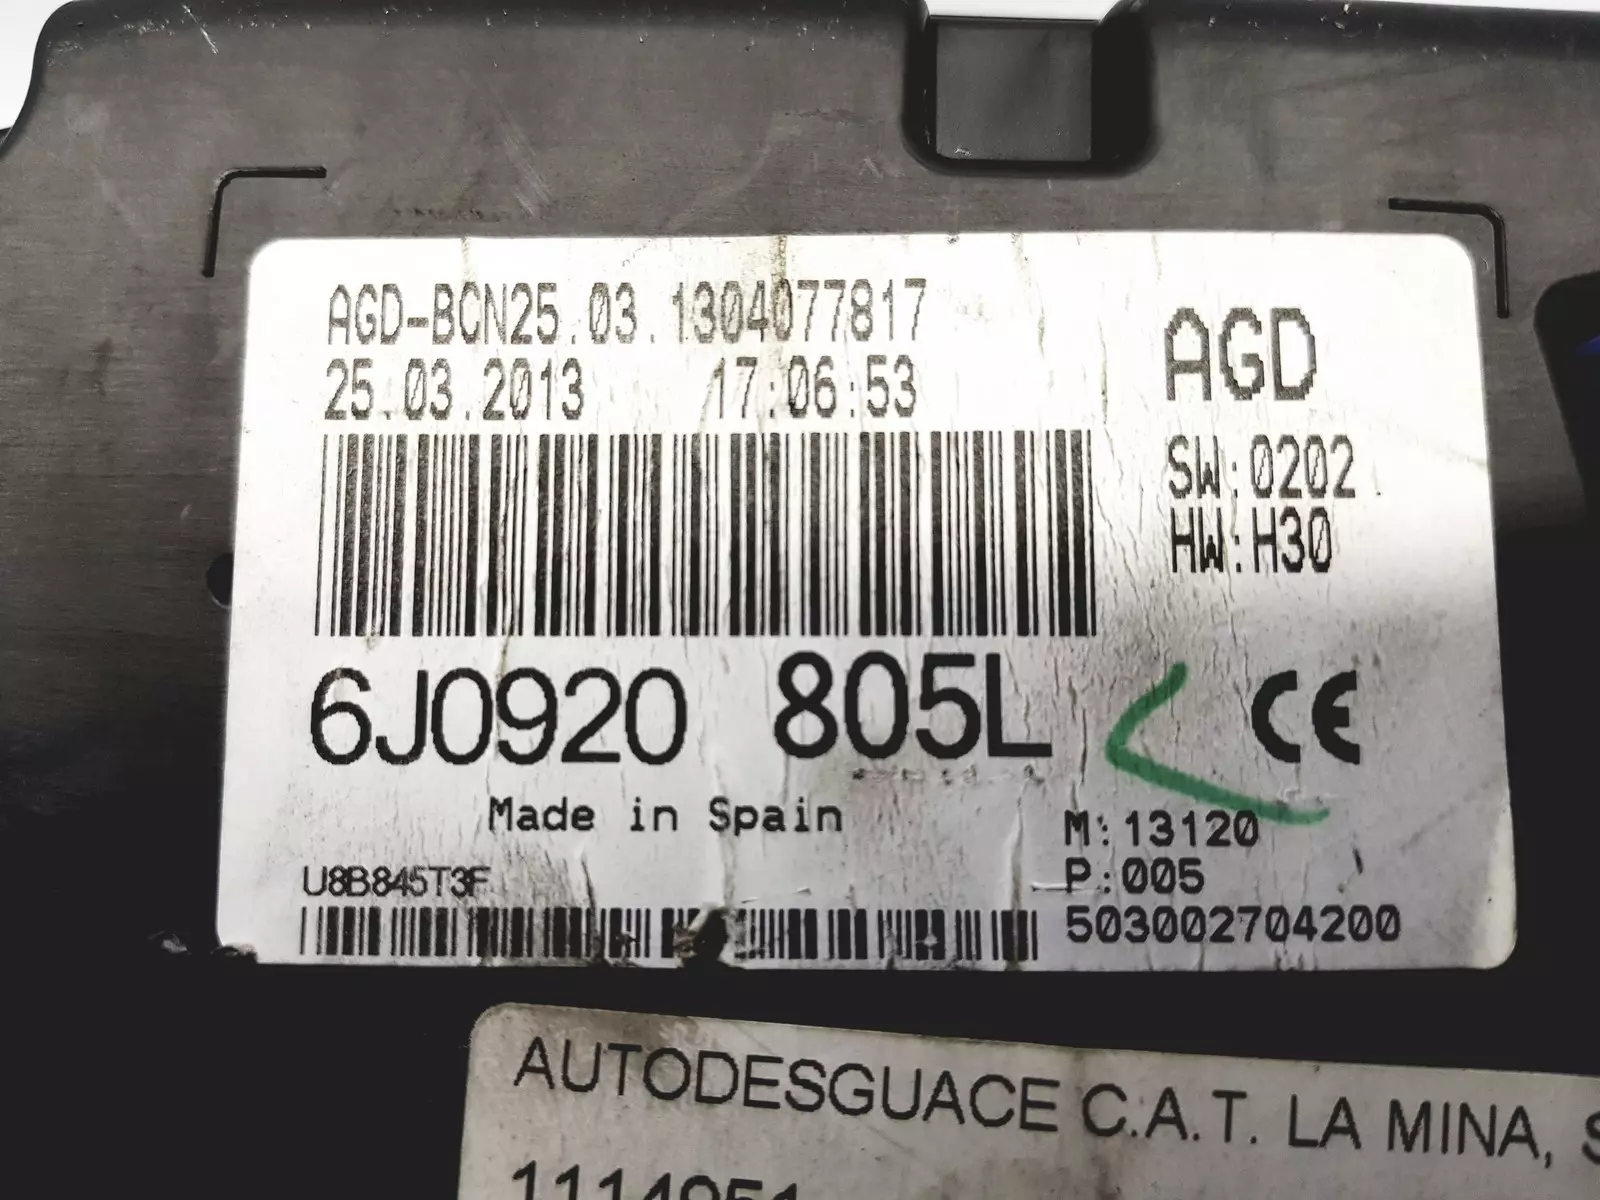 AGD-BCN25.03.1304077817
25.03.2013 17:06:53
AGD
SW:0202
HW:H30
6J0920 805L
CE
Made in Spain
M:13120
P:005
U8B845T3F
503002704200
AUTODESGUACE C.A.T. LA MINA,